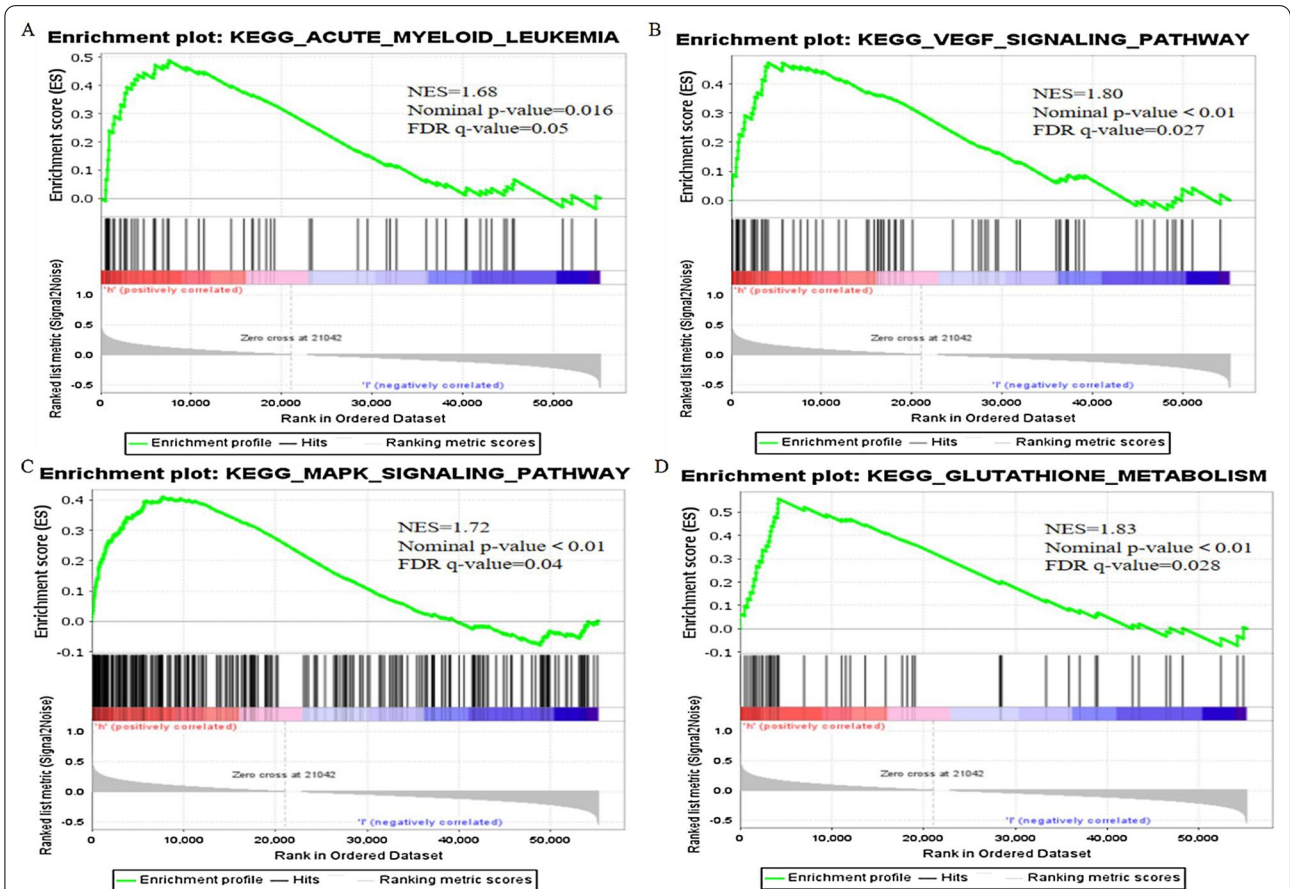 A
Enrichment plot: KEGG_ACUTE_MYELOID_LEUKEMIA
Enrichment score (ES)
0.5
0.4
0.3
0.2
0.1
0.0
NES=1.68
Nominal p-value=0.016
FDR q-value=0.05
Ranked list metric (Signal2Noise)
'h' (positively correlated)
1.0
0.5
0.0
-0.5
Zero cross at 21042
'l' (negatively correlated)
0 10,000 20,000 30,000 40,000 50,000
Rank in Ordered Dataset
Enrichment profile Hits Ranking metric scores
B
Enrichment plot: KEGG_VEGF_SIGNALING_PATHWAY
Enrichment score (ES)
0.4
0.3
0.2
0.1
0.0
NES=1.80
Nominal p-value < 0.01
FDR q-value=0.027
Ranked list metric (Signal2Noise)
'h' (positively correlated)
1.0
0.5
0.0
-0.5
Zero cross at 21042
'l' (negatively correlated)
0 10,000 20,000 30,000 40,000 50,000
Rank in Ordered Dataset
Enrichment profile Hits Ranking metric scores
C
Enrichment plot: KEGG_MAPK_SIGNALING_PATHWAY
Enrichment score (ES)
0.4
0.3
0.2
0.1
0.0
-0.1
NES=1.72
Nominal p-value < 0.01
FDR q-value=0.04
Ranked list metric (Signal2Noise)
'h' (positively correlated)
1.0
0.5
0.0
-0.5
Zero cross at 21042
'l' (negatively correlated)
0 10,000 20,000 30,000 40,000 50,000
Rank in Ordered Dataset
Enrichment profile Hits Ranking metric scores
D
Enrichment plot: KEGG_GLUTATHIONE_METABOLISM
Enrichment score (ES)
0.5
0.4
0.3
0.2
0.1
0.0
-0.1
NES=1.83
Nominal p-value < 0.01
FDR q-value=0.028
Ranked list metric (Signal2Noise)
'h' (positively correlated)
1.0
0.5
0.0
-0.5
Zero cross at 21042
'l' (negatively correlated)
0 10,000 20,000 30,000 40,000 50,000
Rank in Ordered Dataset
Enrichment profile Hits Ranking metric scores